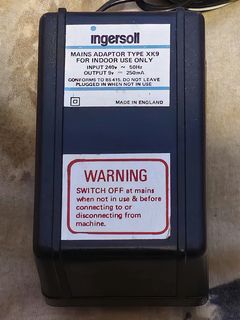 ingersoll
MAINS ADAPTOR TYPE XK9
FOR INDOOR USE ONLY
INPUT 240v ~ 50Hz
OUTPUT 9v ⎓ 250mA
CONFORMS TO BS 415. DO NOT LEAVE
PLUGGED IN WHEN NOT IN USE
MADE IN ENGLAND
WARNING
SWITCH OFF at mains
when not in use & before
connecting to or
disconnecting from
machine.